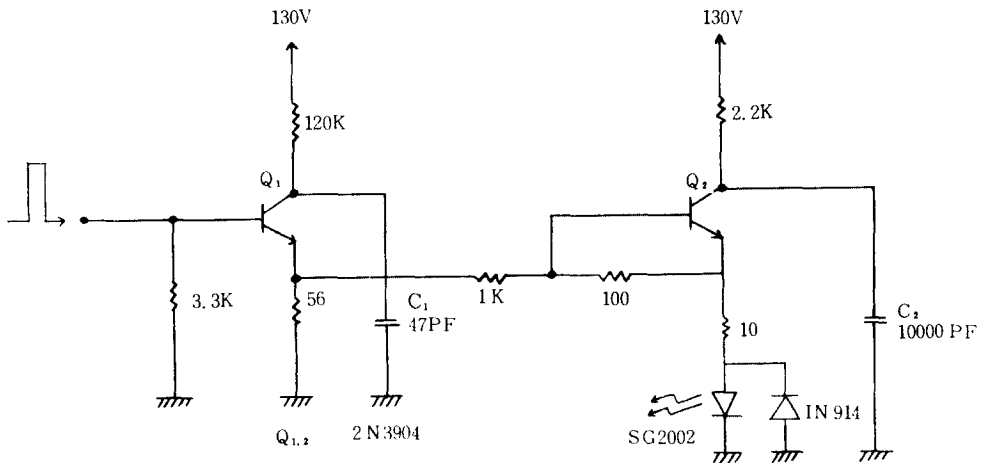 130V
130V
120K
2.2K
Q₁
Q₂
3.3K
56
C₁
47PF
1K
100
10
C₂
10000 PF
SG2002
IN 914
Q₁,₂
2N3904